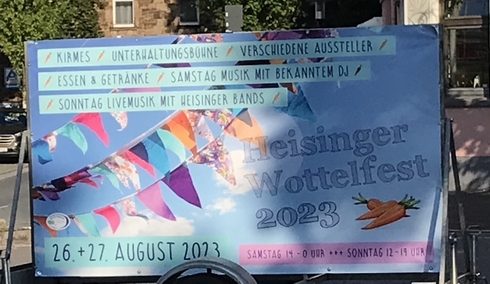 KIRMES / UNTERHALTUNGSBÜHNE / VERSCHIEDENE AUSSTELLER /
ESSEN & GETRÄNKE / SAMSTAG MUSIK MIT BEKANNTEM DJ /
SONNTAG LIVEMUSIK MIT HEISINGER BANDS /
Heisinger
Wottelfest
2023
26.+27. AUGUST 2023
SAMSTAG 14 - 0 UHR +++ SONNTAG 12-19 UHR